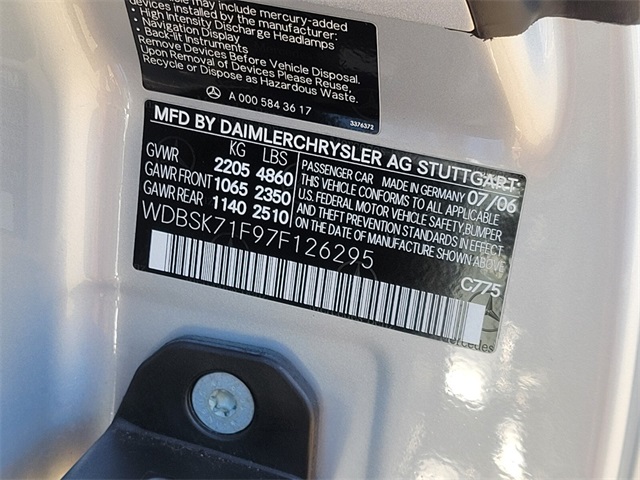 may include mercury-added
devices installed by the manufacturer:
• High Intensity Discharge Headlamps
• Navigation Display
• Back-lit Instruments
Remove Devices Before Vehicle Disposal.
Upon Removal of Devices Please Reuse,
Recycle or Dispose as Hazardous Waste.
A 000 584 36 17
3376372
MFD BY DAIMLERCHRYSLER AG STUTTGART
KG LBS
GVWR 2205 4860
GAWR FRONT 1065 2350
GAWR REAR 1140 2510
PASSENGER CAR MADE IN GERMANY 07/06
THIS VEHICLE CONFORMS TO ALL APPLICABLE
U.S. FEDERAL MOTOR VEHICLE SAFETY,BUMPER
AND THEFT PREVENTION STANDARDS IN EFFECT
ON THE DATE OF MANUFACTURE SHOWN ABOVE
WDBSK71F97F126295
C775
Mercedes